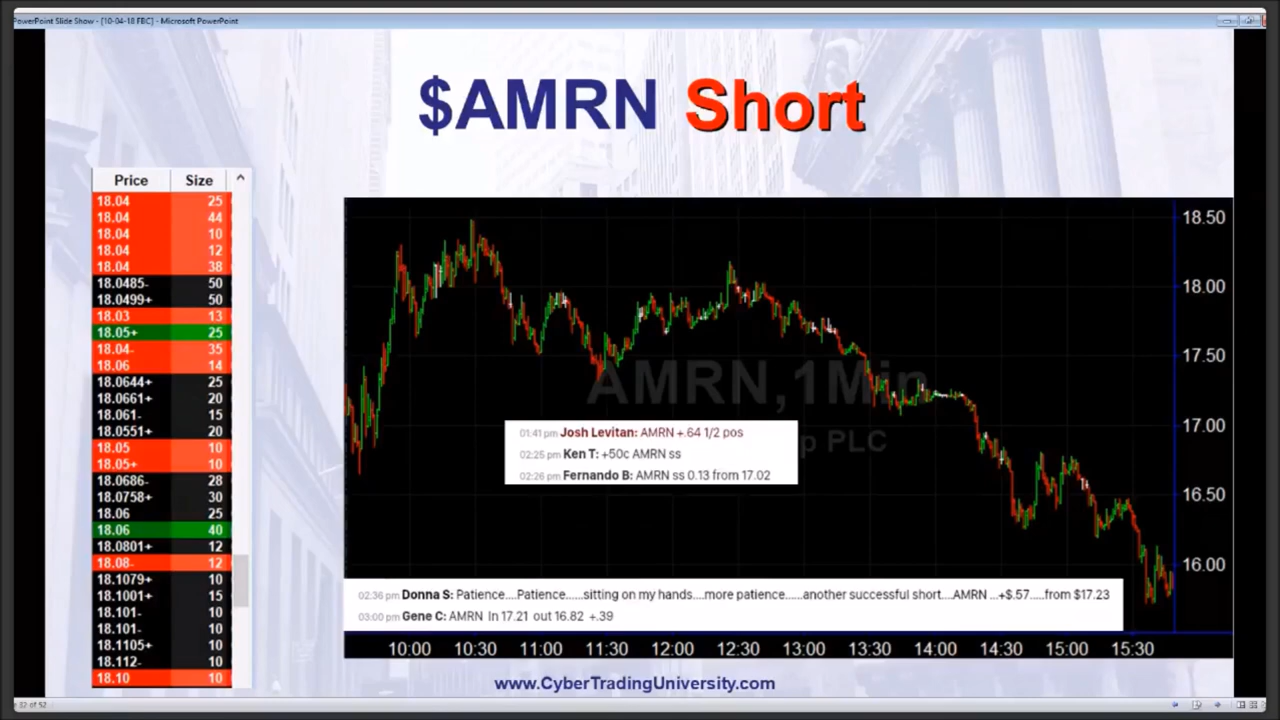 PowerPoint Slide Show - [10-04-18 FBC] - Microsoft PowerPoint
$AMRN Short
Price Size
18.04 25
18.04 44
18.04 10
18.04 12
18.04 38
18.0485- 50
18.0499+ 50
18.03 13
18.05+ 25
18.04- 35
18.06 14
18.0644+ 25
18.0661+ 20
18.061- 15
18.0551+ 20
18.05 10
18.05+ 10
18.0686- 28
18.0758+ 30
18.06 25
18.06 40
18.0801+ 12
18.08- 12
18.1079+ 10
18.1001+ 15
18.101- 10
18.101- 10
18.1105+ 10
18.112- 10
18.10 10
18.50
18.00
17.50
17.00
16.50
16.00
AMRN,1Min
p PLC
01:41 pm Josh Levitan: AMRN +.64 1/2 pos
02:25 pm Ken T: +50c AMRN ss
02:26 pm Fernando B: AMRN ss 0.13 from 17.02
02:36 pm Donna S: Patience....Patience.....sitting on my hands....more patience.....another successful short....AMRN ...+$.57.....from $17.23
03:00 pm Gene C: AMRN In 17.21 out 16.82 +.39
10:00 10:30 11:00 11:30 12:00 12:30 13:00 13:30 14:00 14:30 15:00 15:30
www.CyberTradingUniversity.com
32 of 52